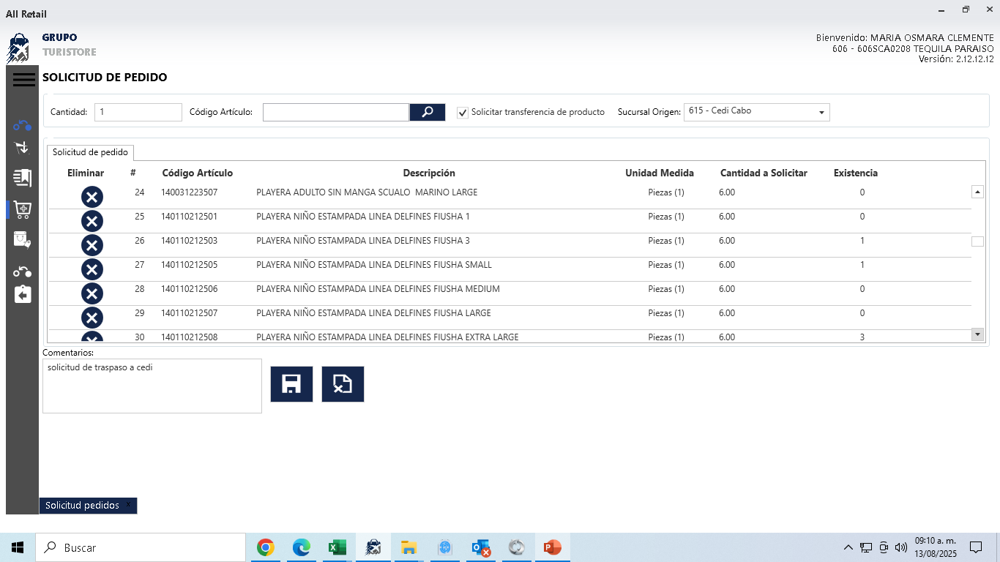 All Retail
GRUPO
TURISTORE
Bienvenido: MARIA OSMARA CLEMENTE
606 - 606SCA0208 TEQUILA PARAISO
Versión: 2.12.12.12
SOLICITUD DE PEDIDO
Cantidad: 1 Código Artículo: Solicitar transferencia de producto Sucursal Origen: 615 - Cedi Cabo
Solicitud de pedido
Eliminar # Código Artículo Descripción Unidad Medida Cantidad a Solicitar Existencia
24 140031223507 PLAYERA ADULTO SIN MANGA SCUALO MARINO LARGE Piezas (1) 6.00 0
25 140110212501 PLAYERA NIÑO ESTAMPADA LINEA DELFINES FIUSHA 1 Piezas (1) 6.00 0
26 140110212503 PLAYERA NIÑO ESTAMPADA LINEA DELFINES FIUSHA 3 Piezas (1) 6.00 1
27 140110212505 PLAYERA NIÑO ESTAMPADA LINEA DELFINES FIUSHA SMALL Piezas (1) 6.00 1
28 140110212506 PLAYERA NIÑO ESTAMPADA LINEA DELFINES FIUSHA MEDIUM Piezas (1) 6.00 0
29 140110212507 PLAYERA NIÑO ESTAMPADA LINEA DELFINES FIUSHA LARGE Piezas (1) 6.00 0
30 140110212508 PLAYERA NIÑO ESTAMPADA LINEA DELFINES FIUSHA EXTRA LARGE Piezas (1) 6.00 3
Comentarios:
solicitud de traspaso a cedi
Solicitud pedidos x
Buscar
09:10 a. m.
13/08/2025